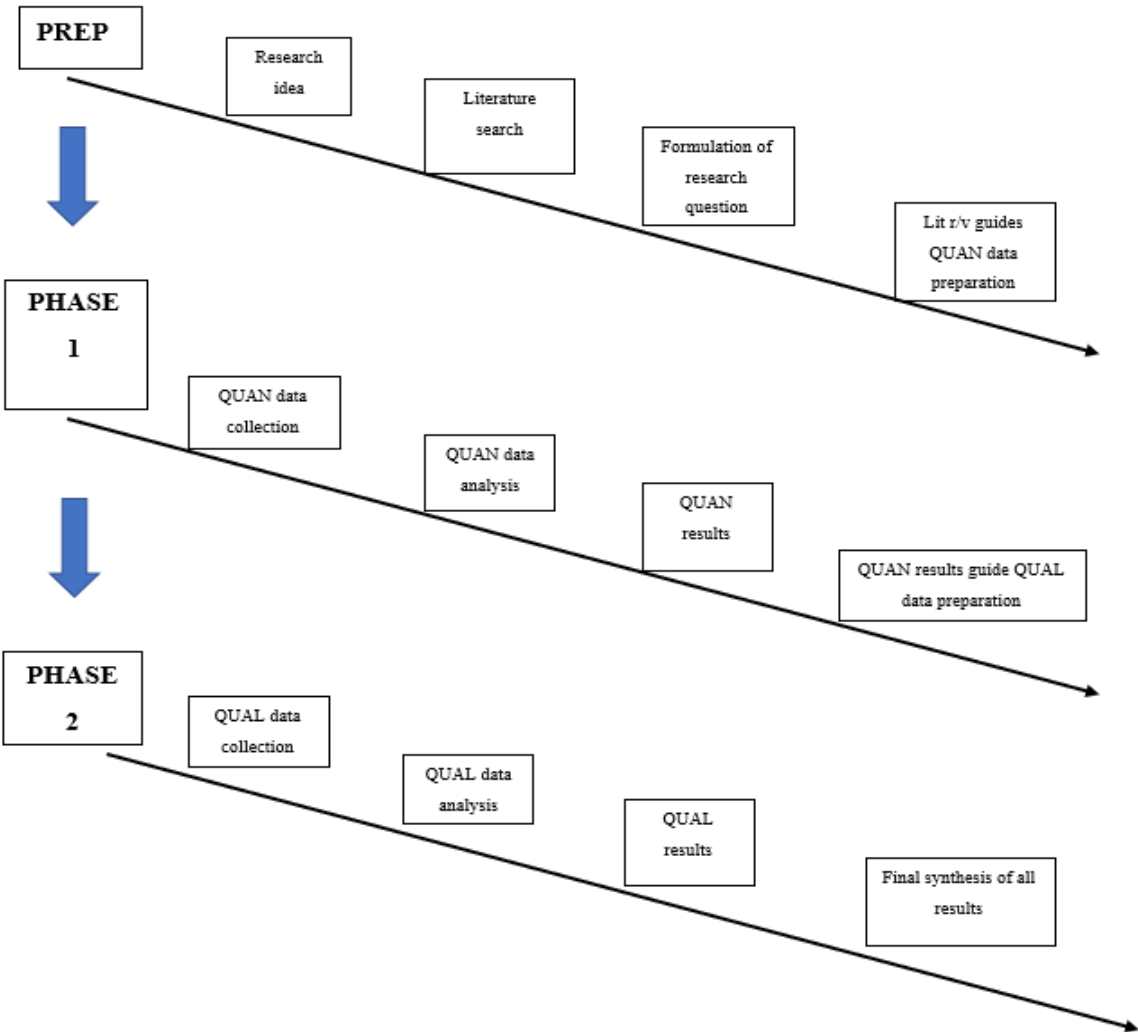 PREP
Research
idea
Literature
search
Formulation of
research
question
Lit r/v guides
QUAN data
preparation
PHASE
1
QUAN data
collection
QUAN data
analysis
QUAN
results
QUAN results guide QUAL
data preparation
PHASE
2
QUAL data
collection
QUAL data
analysis
QUAL
results
Final synthesis of all
results